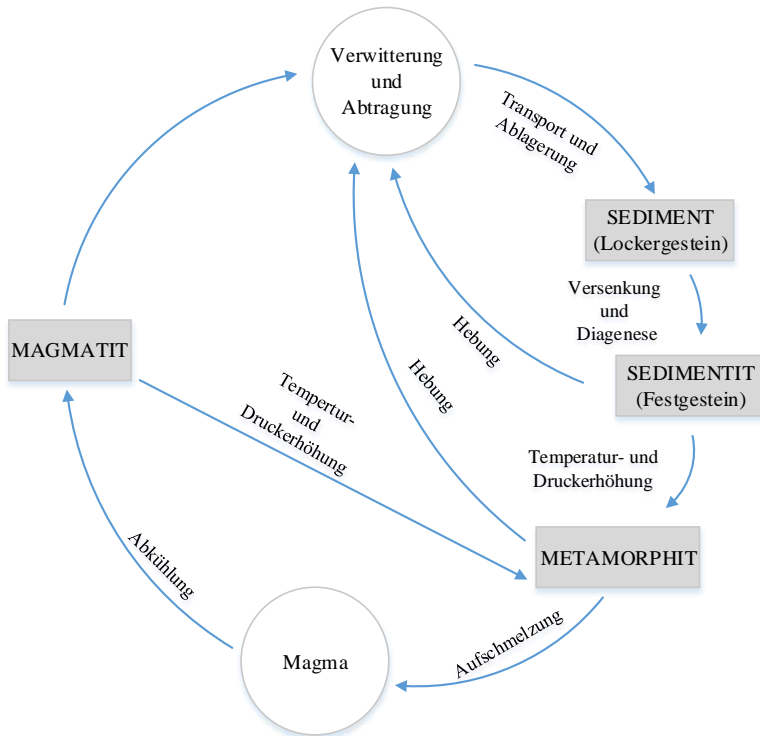 Verwitterung
und
Abtragung
Transport und
Ablagerung
SEDIMENT
(Lockergestein)
Versenkung
und
Diagenese
SEDIMENTIT
(Festgestein)
Hebung
Hebung
MAGMATIT
Tempertur-
und
Druckerhöhung
Temperatur- und
Druckerhöhung
METAMORPHIT
Abkühlung
Aufschmelzung
Magma